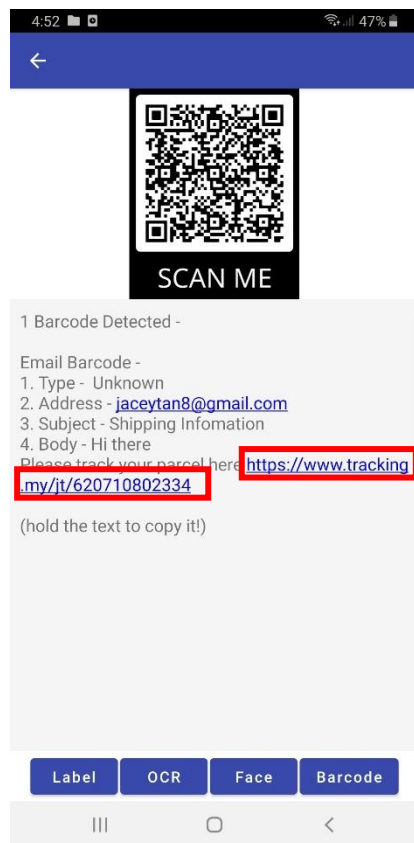 4:52 47%
SCAN ME
1 Barcode Detected -
Email Barcode -
1. Type - Unknown
2. Address - jaceytan8@gmail.com
3. Subject - Shipping Infomation
4. Body - Hi there
Please track your parcel here https://www.tracking
.my/jt/620710802334
(hold the text to copy it!)
Label OCR Face Barcode